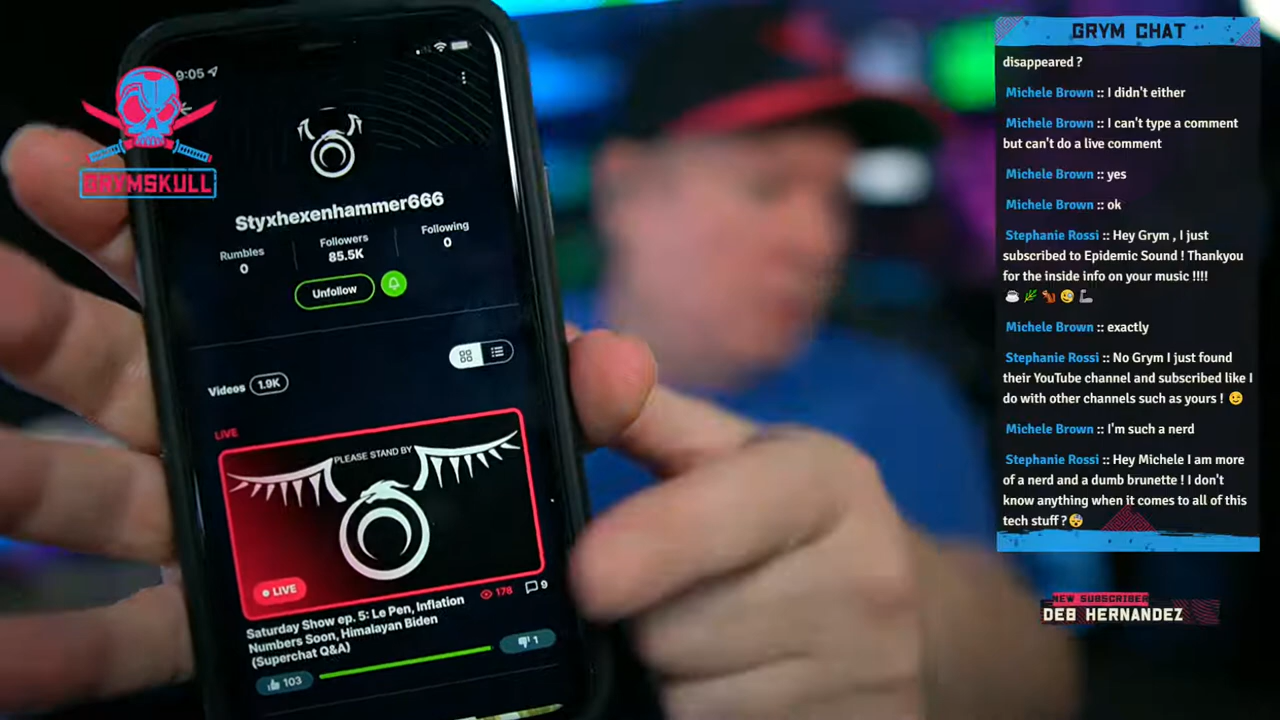 9:05
GRYMSKULL
Styxhexenhammer666
Rumbles
0
Followers
85.5K
Following
0
Unfollow
Videos 1.9K
LIVE
PLEASE STAND BY
LIVE
178
9
Saturday Show ep. 5: Le Pen, Inflation
Numbers Soon, Himalayan Biden
(Superchat Q&A)
103
1
GRYM CHAT
disappeared ?
Michele Brown :: I didn't either
Michele Brown :: I can't type a comment
but can't do a live comment
Michele Brown :: yes
Michele Brown :: ok
Stephanie Rossi :: Hey Grym , I just
subscribed to Epidemic Sound ! Thankyou
for the inside info on your music !!!!
☕🌿🐿️🤪🦾
Michele Brown :: exactly
Stephanie Rossi :: No Grym I just found
their YouTube channel and subscribed like I
do with other channels such as yours ! 😉
Michele Brown :: I'm such a nerd
Stephanie Rossi :: Hey Michele I am more
of a nerd and a dumb brunette ! I don't
know anything when it comes to all of this
tech stuff ? 😴
NEW SUBSCRIBER
DEB HERNANDEZ